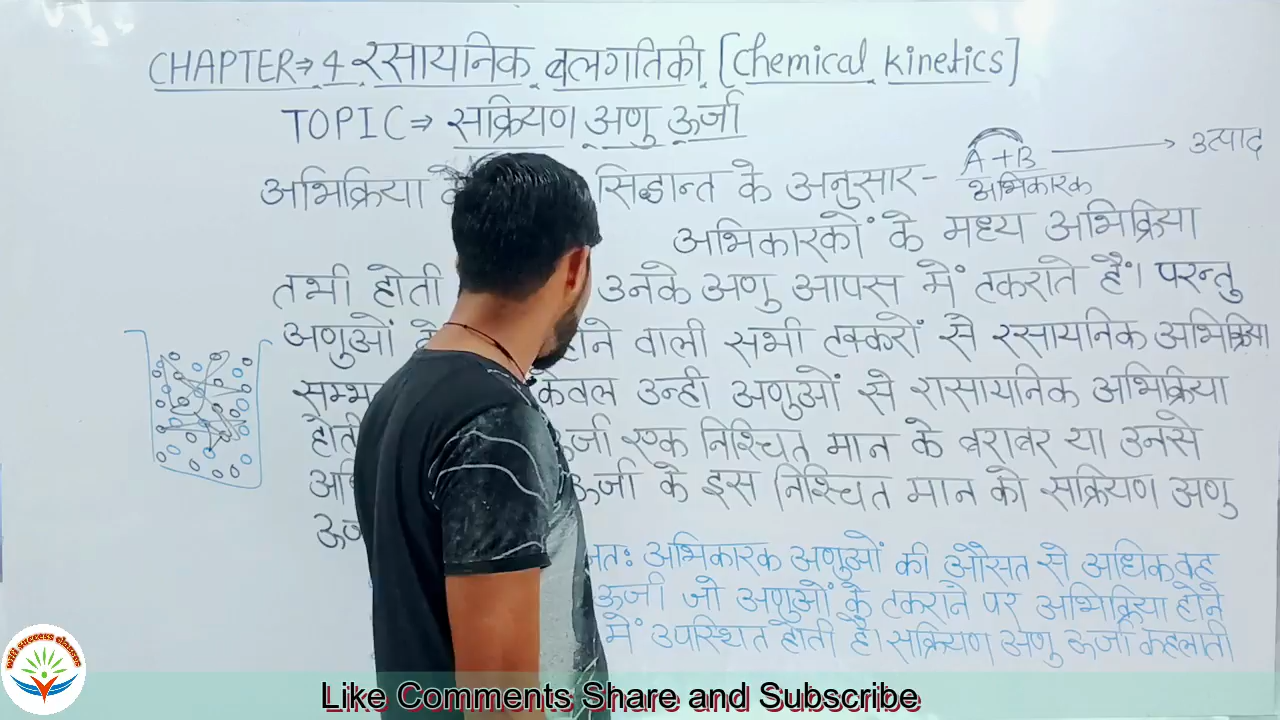 CHAPTER⇒ 4 रसायनिक बलगतिकी [Chemical kinetics]
TOPIC⇒ सक्रियण अणु ऊर्जा
A + B → उत्पाद
अभिकारक
अभिक्रिया सिद्धान्त के अनुसार-
अभिकारकों के मध्य अभिक्रिया
तभी होती उनके अणु आपस में टकराते हैं। परन्तु
अणुओं वाली सभी टक्करों से रसायनिक अभिक्रिया
केवल उन्ही अणुओं से रासायनिक अभिक्रिया
होती एक निश्चित मान के बराबर या उनसे
ऊर्जा के इस निश्चित मान को सक्रियण अणु
अभिकारक अणुओं की औसत से अधिक वह
ऊर्जा जो अणुओं के टकराने पर अभिक्रिया होने
में उपस्थित होती है। सक्रियण अणु ऊर्जा कहलाती
success classes
Like Comments Share and Subscribe